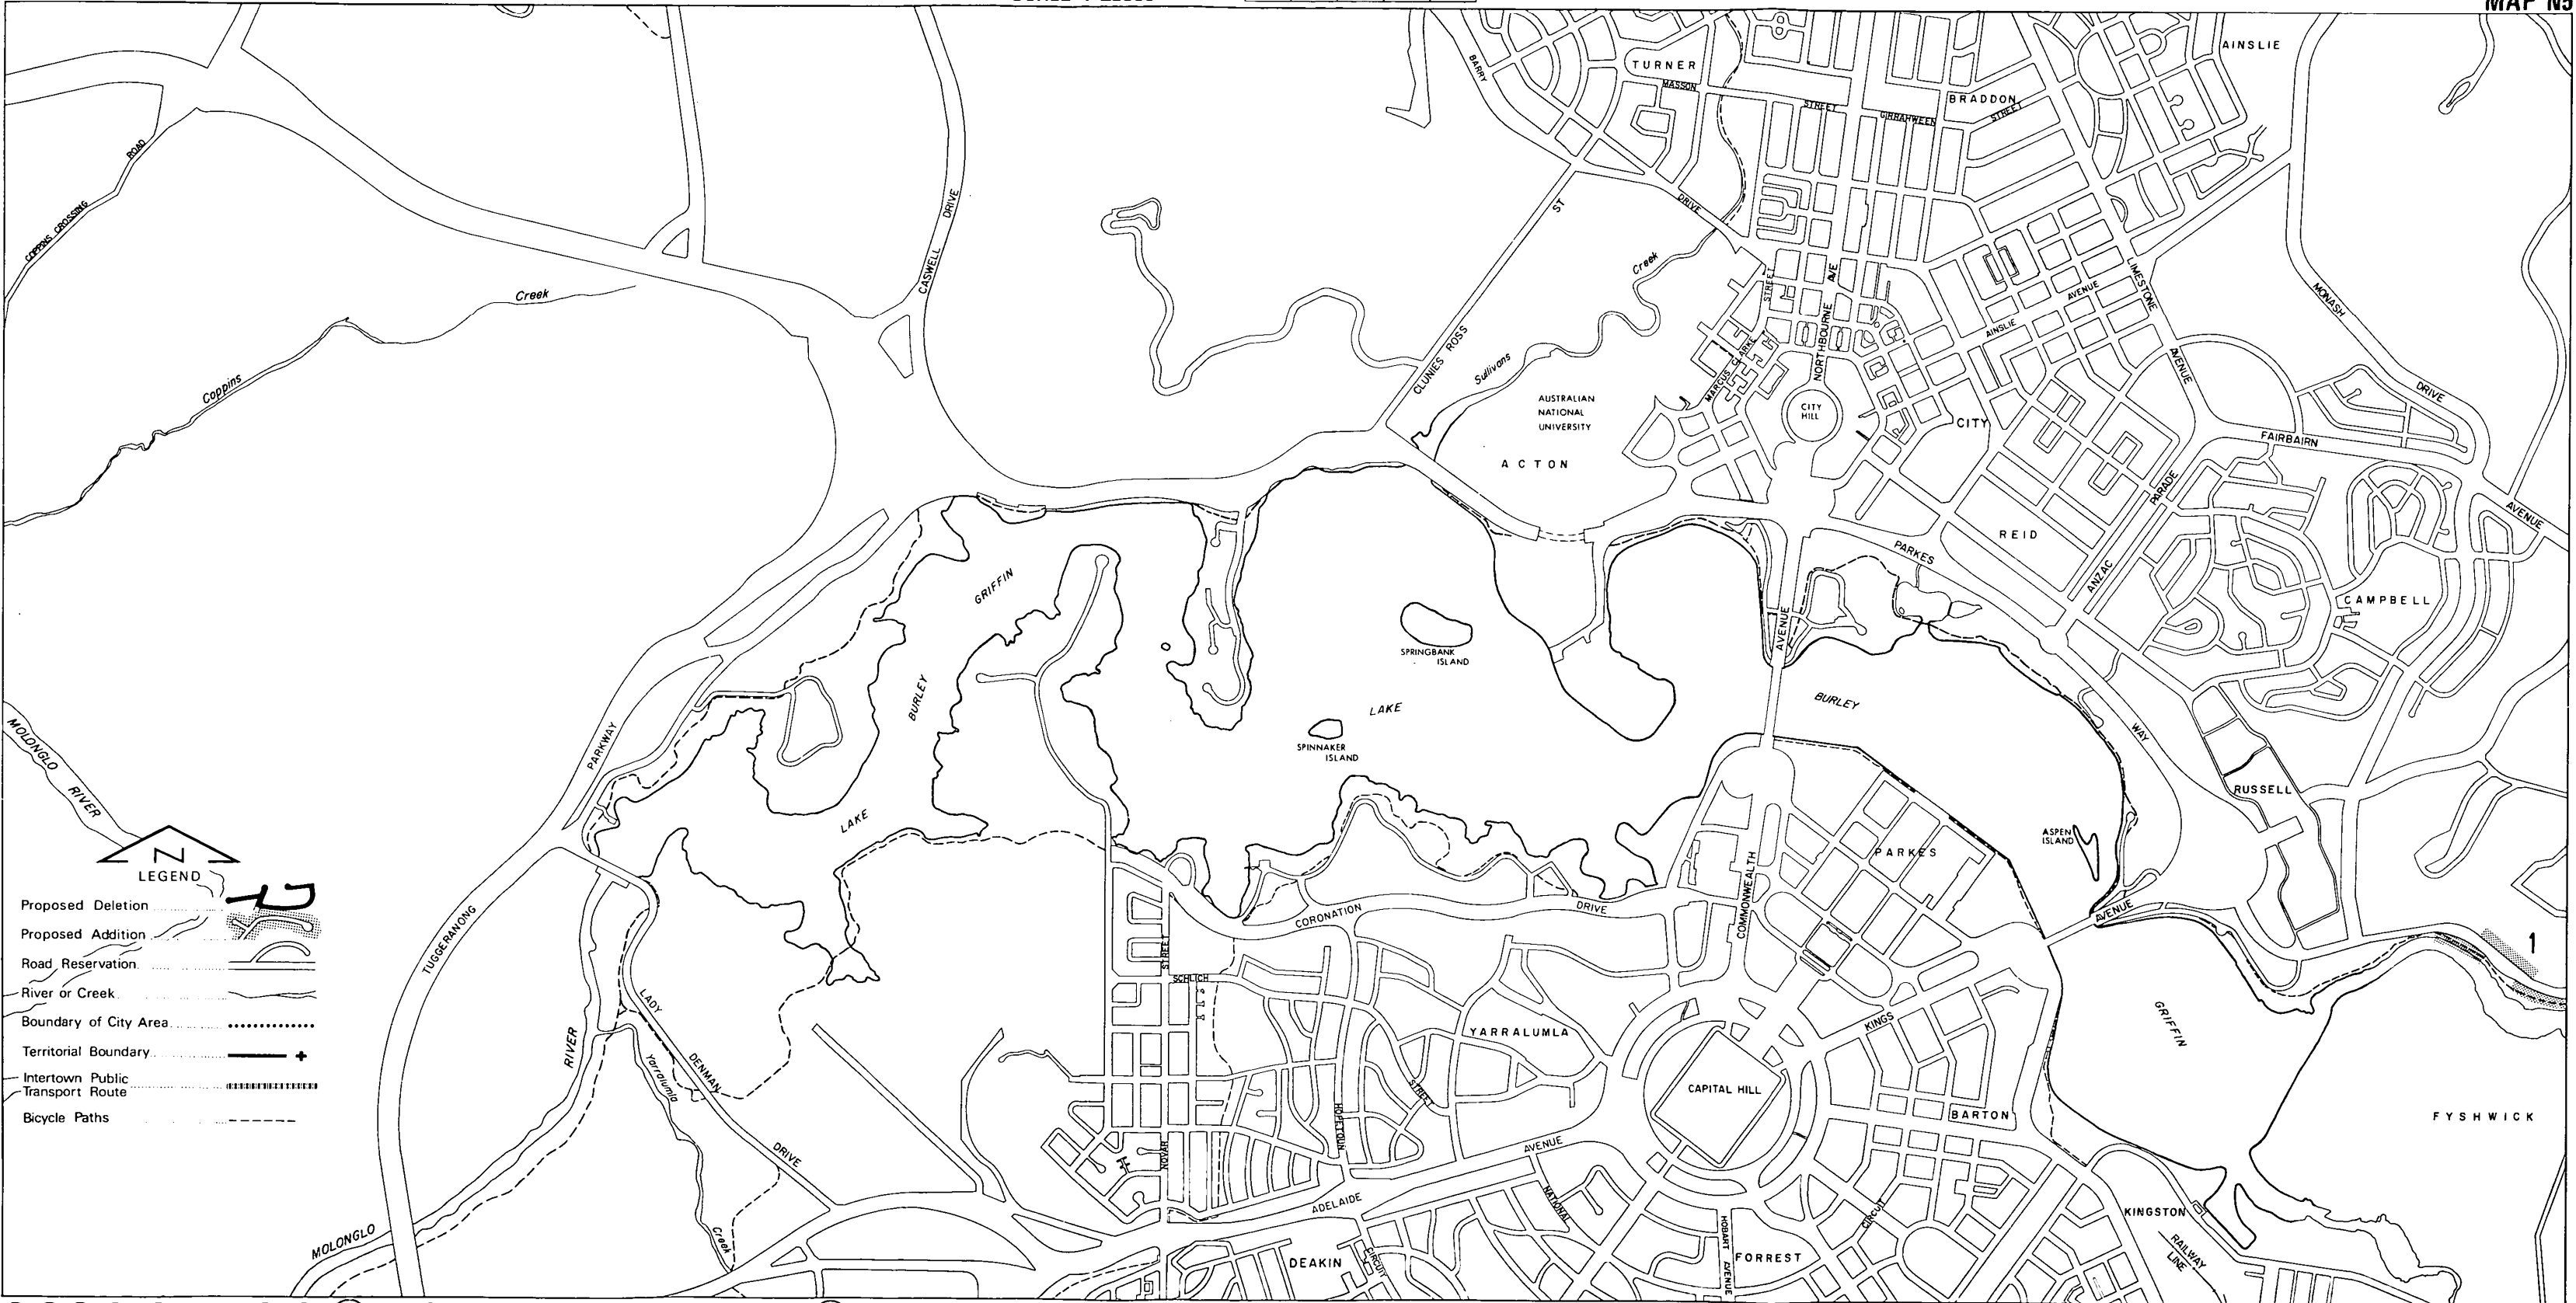 MAP N5
AINSLIE
TURNER
BARRY
MASSON
STREET
BRADDON
GIRRAHWEEN
STREET
ROAD
COPPINS CROSSING
DRIVE
CASWELL
ST
CLUNIES ROSS
DRIVE
Creek
Sullivans
STREET
AVE
NORTHBOURNE
MARCUS CLARKE
LIMESTONE
AVENUE
AINSLIE
AVENUE
MONASH
DRIVE
Creek
Coppins
AUSTRALIAN
NATIONAL
UNIVERSITY
ACTON
CITY
HILL
CITY
FAIRBAIRN
AVENUE
PARADE
ANZAC
REID
PARKES
WAY
CAMPBELL
GRIFFIN
BURLEY
LAKE
SPRINGBANK
ISLAND
LAKE
SPINNAKER
ISLAND
AVENUE
BURLEY
PARKWAY
TUGGERANONG
MOLONGLO
RIVER
RUSSELL
ASPEN
ISLAND
PARKES
COMMONWEALTH
CORONATION
DRIVE
AVENUE
1
GRIFFIN
N
LEGEND
Proposed Deletion
Proposed Addition
Road Reservation
River or Creek
Boundary of City Area
Territorial Boundary
Intertown Public
Transport Route
Bicycle Paths
STREET
SCHLICH
YARRALUMLA
KINGS
LADY
DENMAN
DRIVE
RIVER
Yarralumla
Creek
MOLONGLO
STREET
HOPETOUN
NOVAR
CAPITAL HILL
BARTON
FYSHWICK
AVENUE
ADELAIDE
NATIONAL
CIRCUIT
HOBART
AVENUE
CIRCUIT
DEAKIN
FORREST
KINGSTON
RAILWAY
LINE